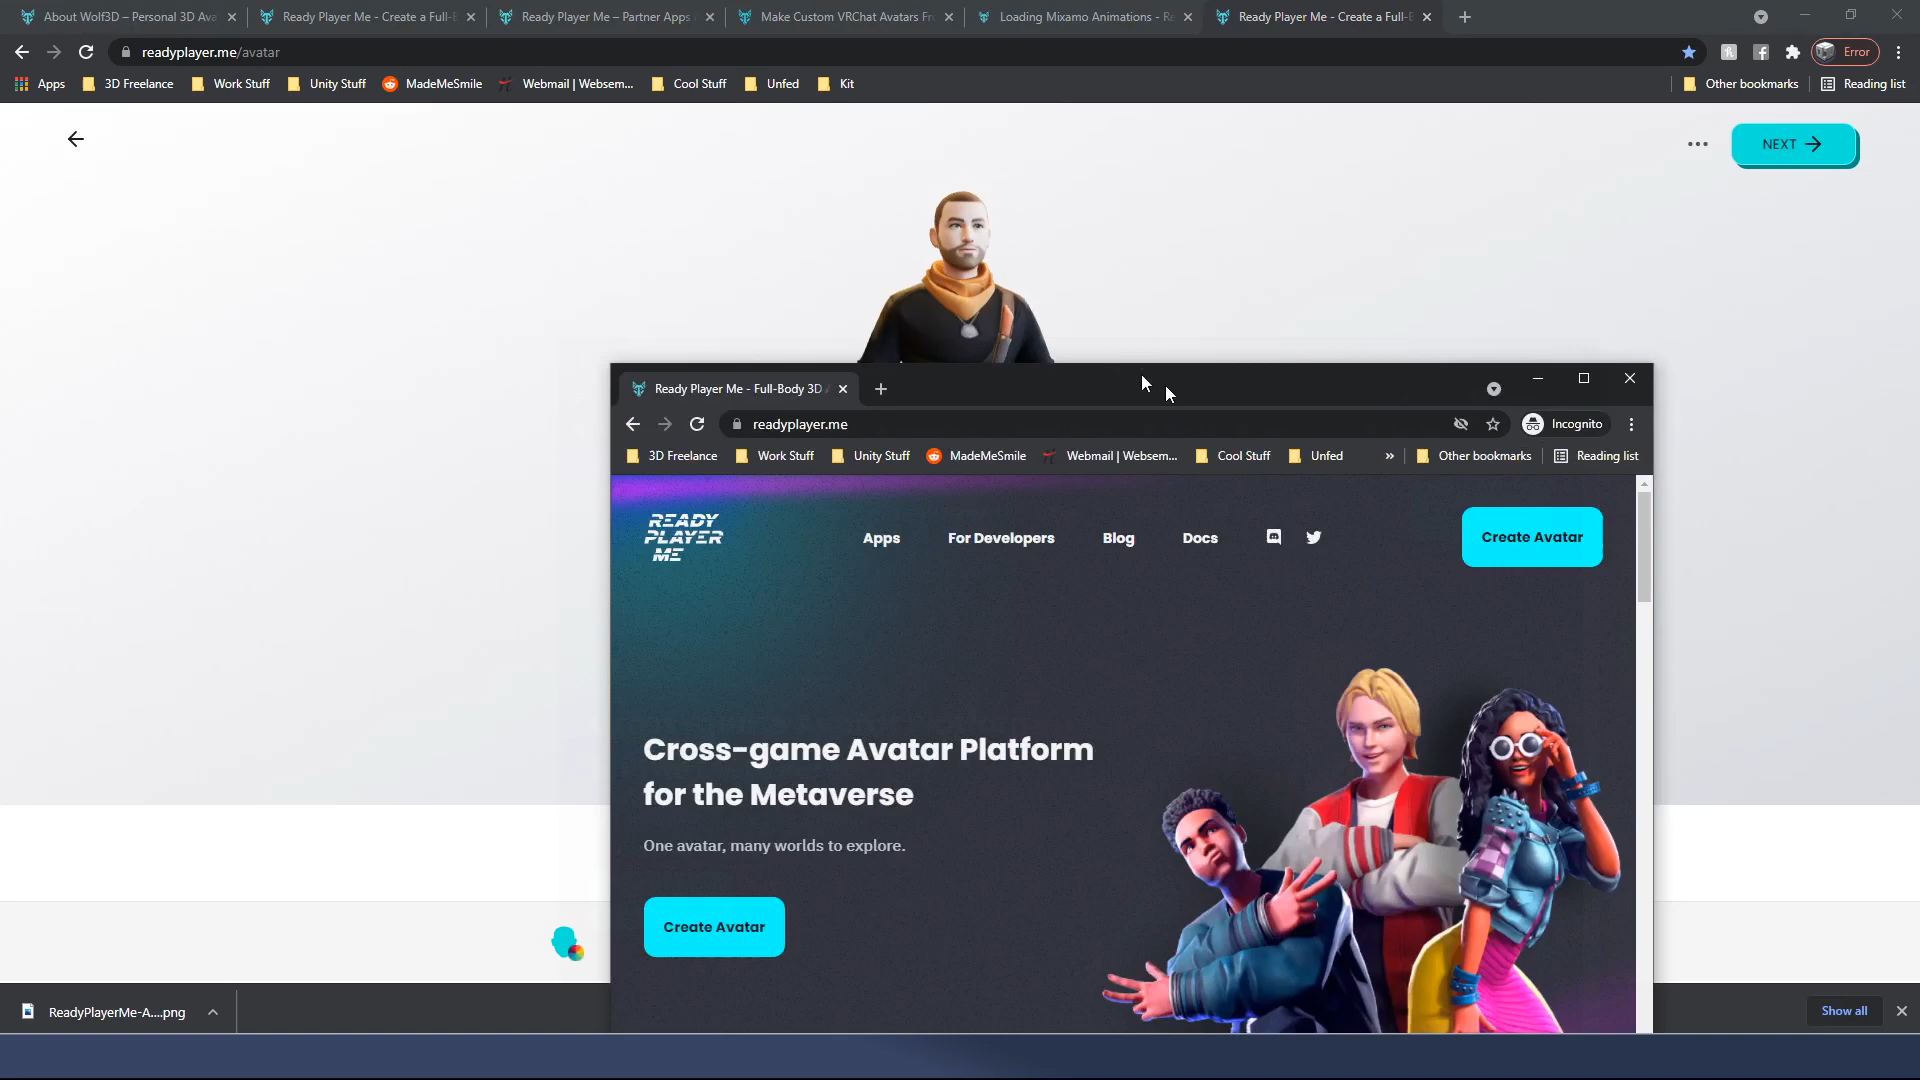 About Wolf3D – Personal 3D Ava
Ready Player Me - Create a Full-B
Ready Player Me – Partner Apps
Make Custom VRChat Avatars Fr
Loading Mixamo Animations - Re
Ready Player Me - Create a Full-B
readyplayer.me/avatar
Error
Apps
3D Freelance
Work Stuff
Unity Stuff
MadeMeSmile
Webmail | Websem...
Cool Stuff
Unfed
Kit
Other bookmarks
Reading list
NEXT
Ready Player Me - Full-Body 3D
readyplayer.me
Incognito
3D Freelance
Work Stuff
Unity Stuff
MadeMeSmile
Webmail | Websem...
Cool Stuff
Unfed
»
Other bookmarks
Reading list
READY
PLAYER
ME
Apps
For Developers
Blog
Docs
Create Avatar
Cross-game Avatar Platform
for the Metaverse
One avatar, many worlds to explore.
Create Avatar
ReadyPlayerMe-A....png
Show all